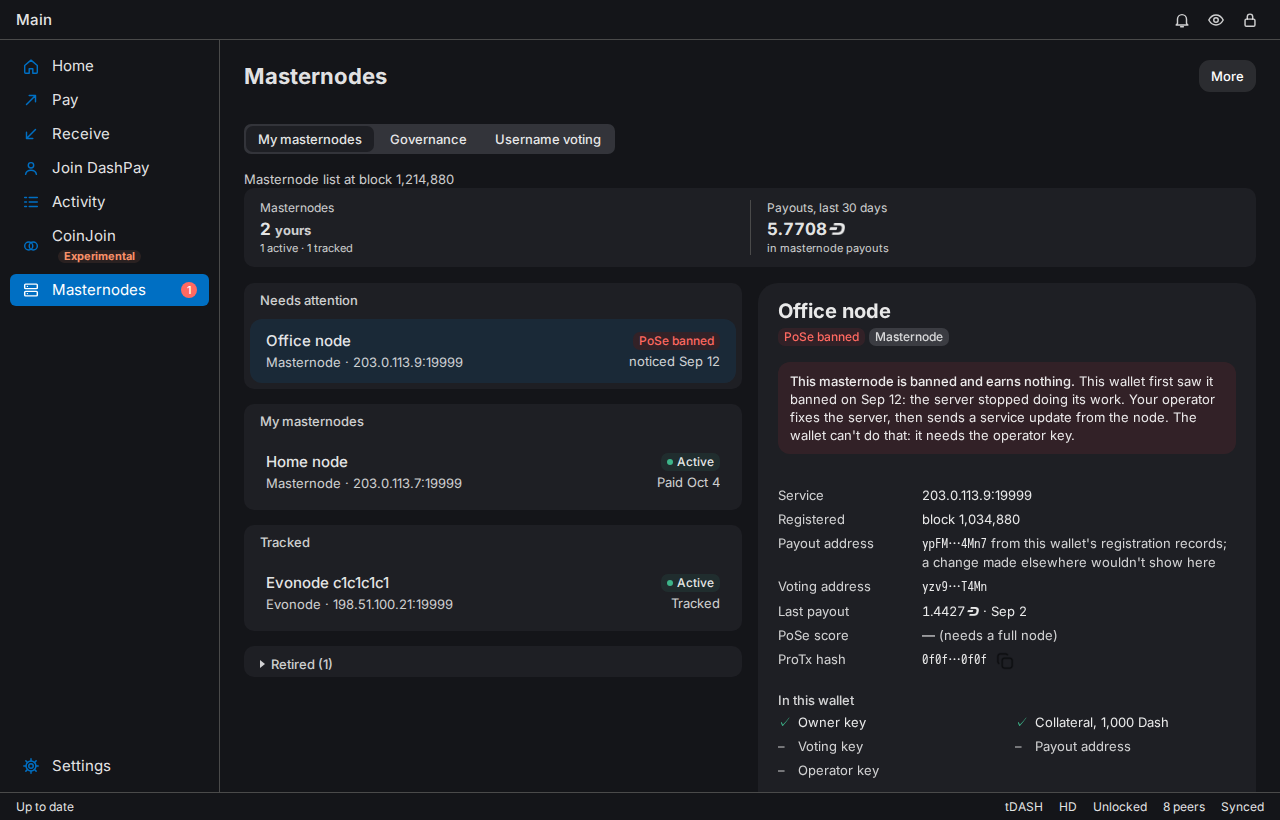 Main
Home
Pay
Receive
Join DashPay
Activity
CoinJoin
Experimental
Masternodes
1
Settings
Masternodes
More
My masternodes
Governance
Username voting
Masternode list at block 1,214,880
Masternodes
2 yours
1 active · 1 tracked
Payouts, last 30 days
5.7708
in masternode payouts
Needs attention
Office node
PoSe banned
Masternode · 203.0.113.9:19999
noticed Sep 12
My masternodes
Home node
Active
Masternode · 203.0.113.7:19999
Paid Oct 4
Tracked
Evonode c1c1c1c1
Active
Evonode · 198.51.100.21:19999
Tracked
Retired (1)
Office node
PoSe banned
Masternode
This masternode is banned and earns nothing. This wallet first saw it
banned on Sep 12: the server stopped doing its work. Your operator
fixes the server, then sends a service update from the node. The
wallet can't do that: it needs the operator key.
Service 203.0.113.9:19999
Registered block 1,034,880
Payout address ypFM⋯4Mn7 from this wallet's registration records;
a change made elsewhere wouldn't show here
Voting address yzv9⋯T4Mn
Last payout 1.4427 · Sep 2
PoSe score — (needs a full node)
ProTx hash 0f0f⋯0f0f
In this wallet
✓ Owner key
✓ Collateral, 1,000 Dash
– Voting key
– Payout address
– Operator key
Up to date
tDASH
HD
Unlocked
8 peers
Synced